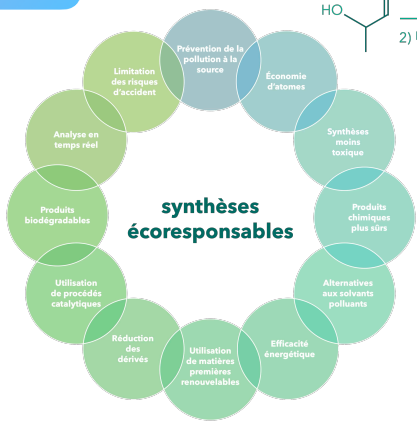 HO
2)
Prévention de la
pollution à la
source
Économie
d'atomes
Synthèses
moins
toxique
Produits
chimiques
plus sûrs
Alternatives
aux solvants
polluants
Efficacité
énergétique
Utilisation
de matières
premières
renouvelables
Réduction
des
dérivés
Utilisation
de procédés
catalytiques
Produits
biodégradables
Analyse en
temps réel
Limitation
des risques
d'accident
synthèses
écoresponsables